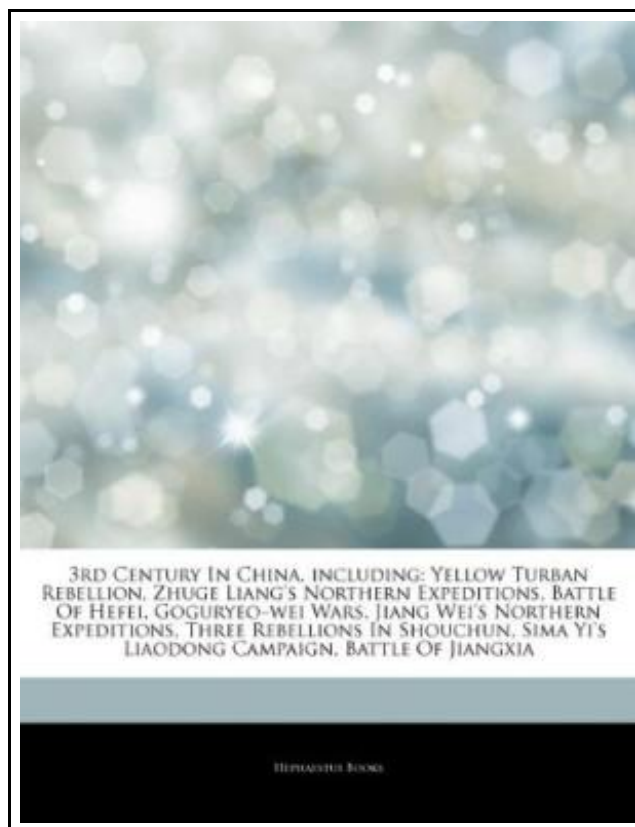 3rd Century In China, including: Yellow Turban
Rebellion, Zhuge Liang's Northern Expeditions, Battle
Of Hefei, Goguryeo–wei Wars, Jiang Wei's Northern
Expeditions, Three Rebellions In Shouchun, Sima Yi's
Liaodong Campaign, Battle Of Jiangxia
Hephaestus Books